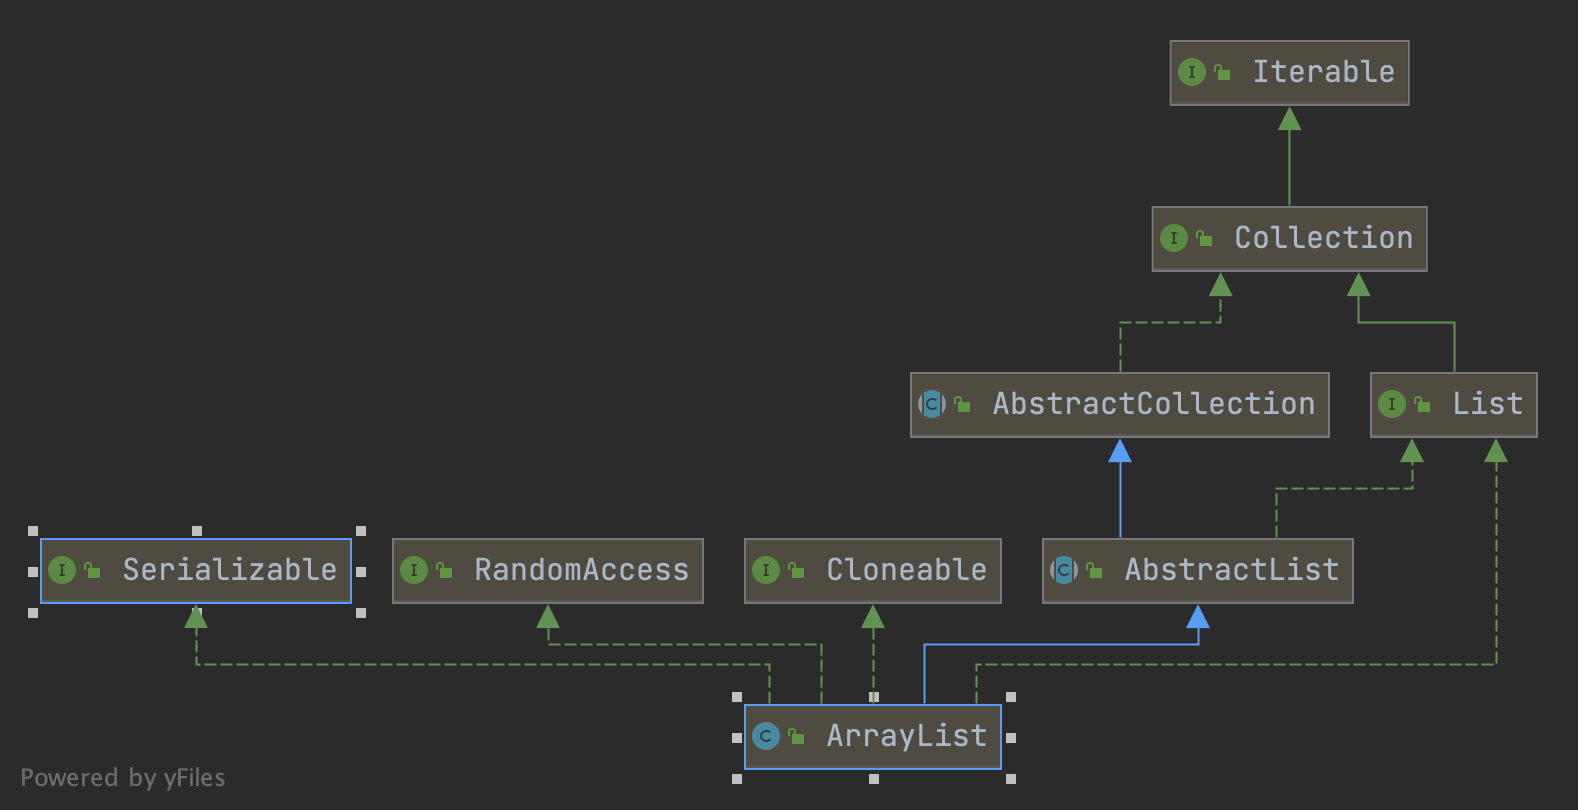 I Iterable
I Collection
C AbstractCollection
I List
I Serializable
I RandomAccess
I Cloneable
C AbstractList
C ArrayList
Powered by yFiles